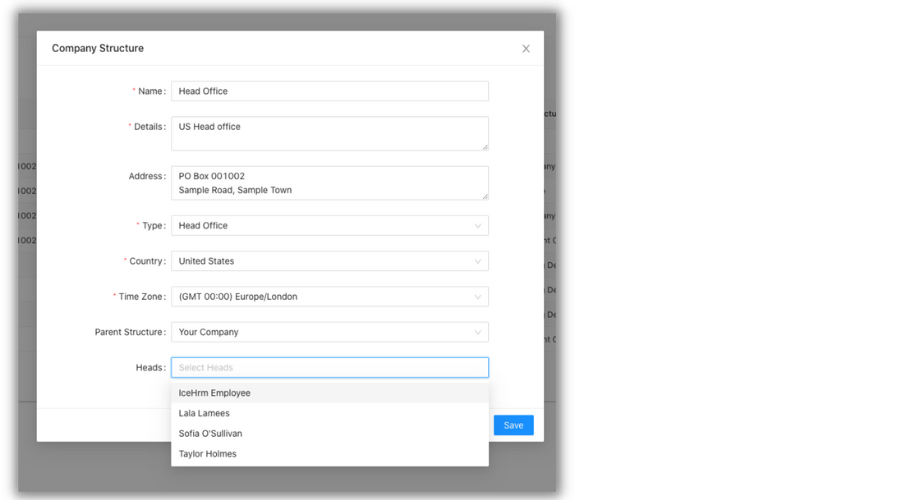 Company Structure
* Name: Head Office
* Details: US Head office
Address: PO Box 001002
Sample Road, Sample Town
* Type: Head Office
* Country: United States
* Time Zone: (GMT 00:00) Europe/London
Parent Structure: Your Company
Heads: Select Heads
IceHrm Employee
Lala Lamees
Save
Sofia O'Sullivan
Taylor Holmes